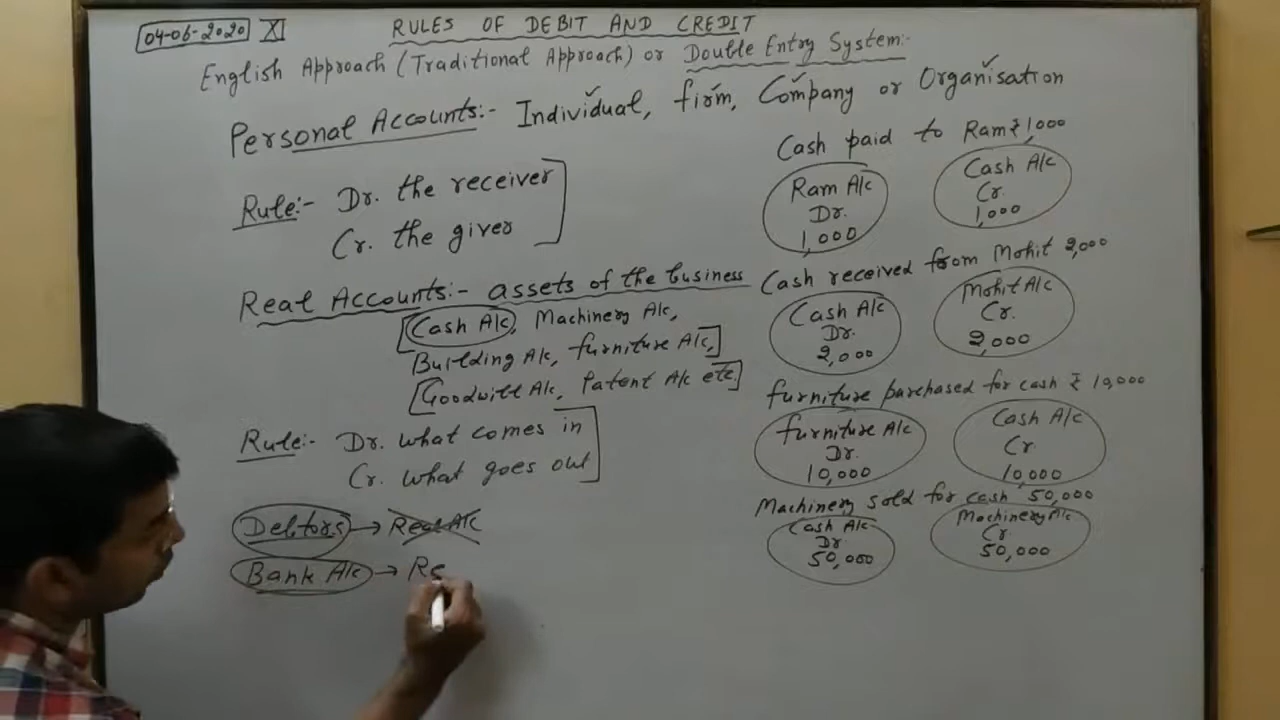 04-06-2020 XI
RULES OF DEBIT AND CREDIT
English Approach (Traditional Approach) or Double Entry System:-
Personal Accounts:- Individual, firm, Company or Organisation
Rule:- Dr. the receiver
Cr. the giver
Real Accounts:- assets of the business
[Cash A/c, Machinery A/c,
Building A/c, furniture A/c,]
[Goodwill A/c, Patent A/c etc.]
Rule:- Dr. what comes in
Cr. what goes out
Debtors → Real A/c
Bank A/c → Re
Cash paid to Ram ₹1000
Ram A/c
Dr.
1,000
Cash A/c
Cr.
1,000
Cash received from Mohit 2,000
Cash A/c
Dr.
2,000
Mohit A/c
Cr.
2,000
furniture purchased for cash ₹ 10,000
furniture A/c
Dr.
10,000
Cash A/c
Cr
10,000
Machinery sold for cash 50,000
Cash A/c
Dr
50,000
Machinery A/c
Cr.
50,000